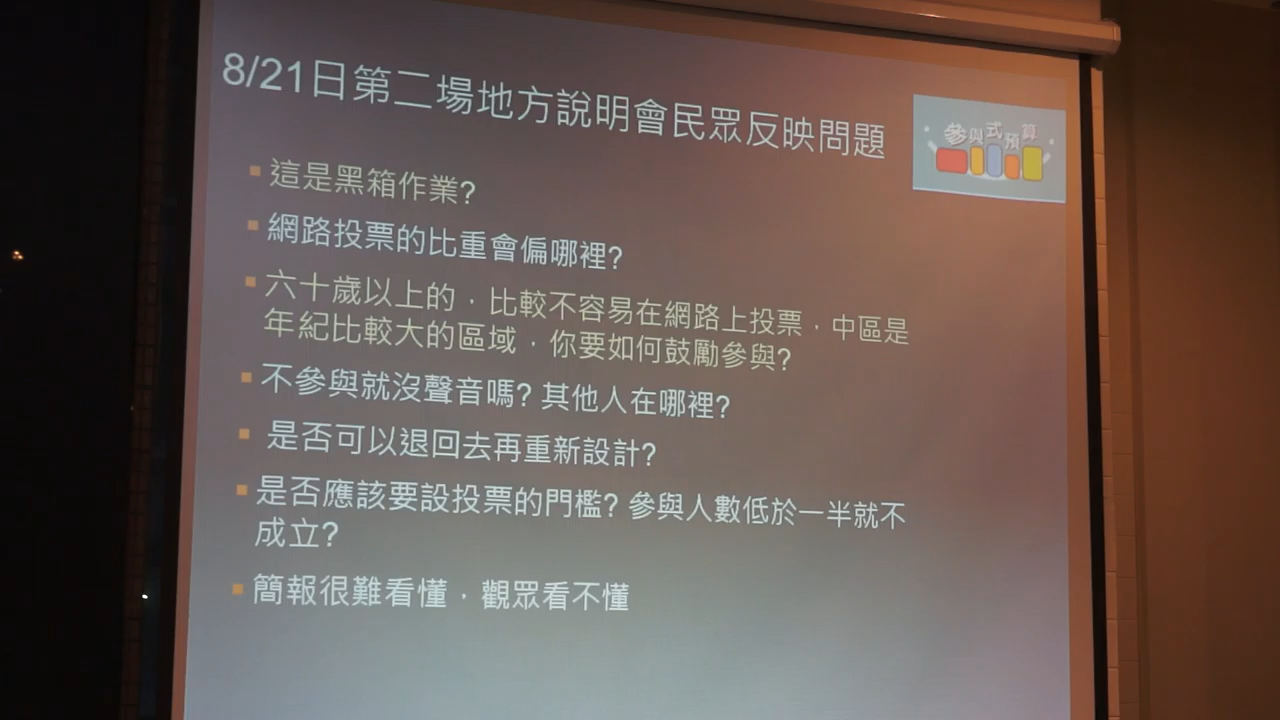 8/21日第二場地方說明會民眾反映問題
參與式預算
這是黑箱作業?
網路投票的比重會偏哪裡?
六十歲以上的，比較不容易在網路上投票，中區是
年紀比較大的區域，你要如何鼓勵參與?
不參與就沒聲音嗎? 其他人在哪裡?
是否可以退回去再重新設計?
是否應該要設投票的門檻? 參與人數低於一半就不
成立?
簡報很難看懂，觀眾看不懂